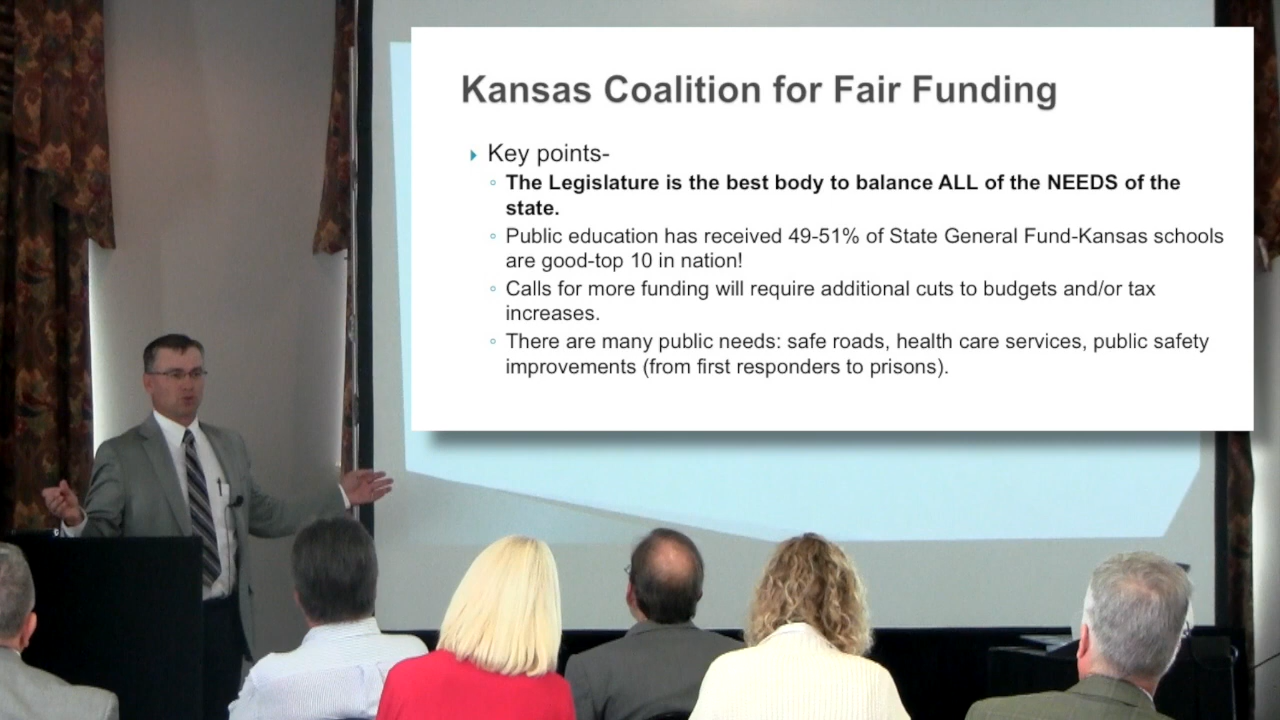 Kansas Coalition for Fair Funding
Key points-
The Legislature is the best body to balance ALL of the NEEDS of the
state.
Public education has received 49-51% of State General Fund-Kansas schools
are good-top 10 in nation!
Calls for more funding will require additional cuts to budgets and/or tax
increases.
There are many public needs: safe roads, health care services, public safety
improvements (from first responders to prisons).